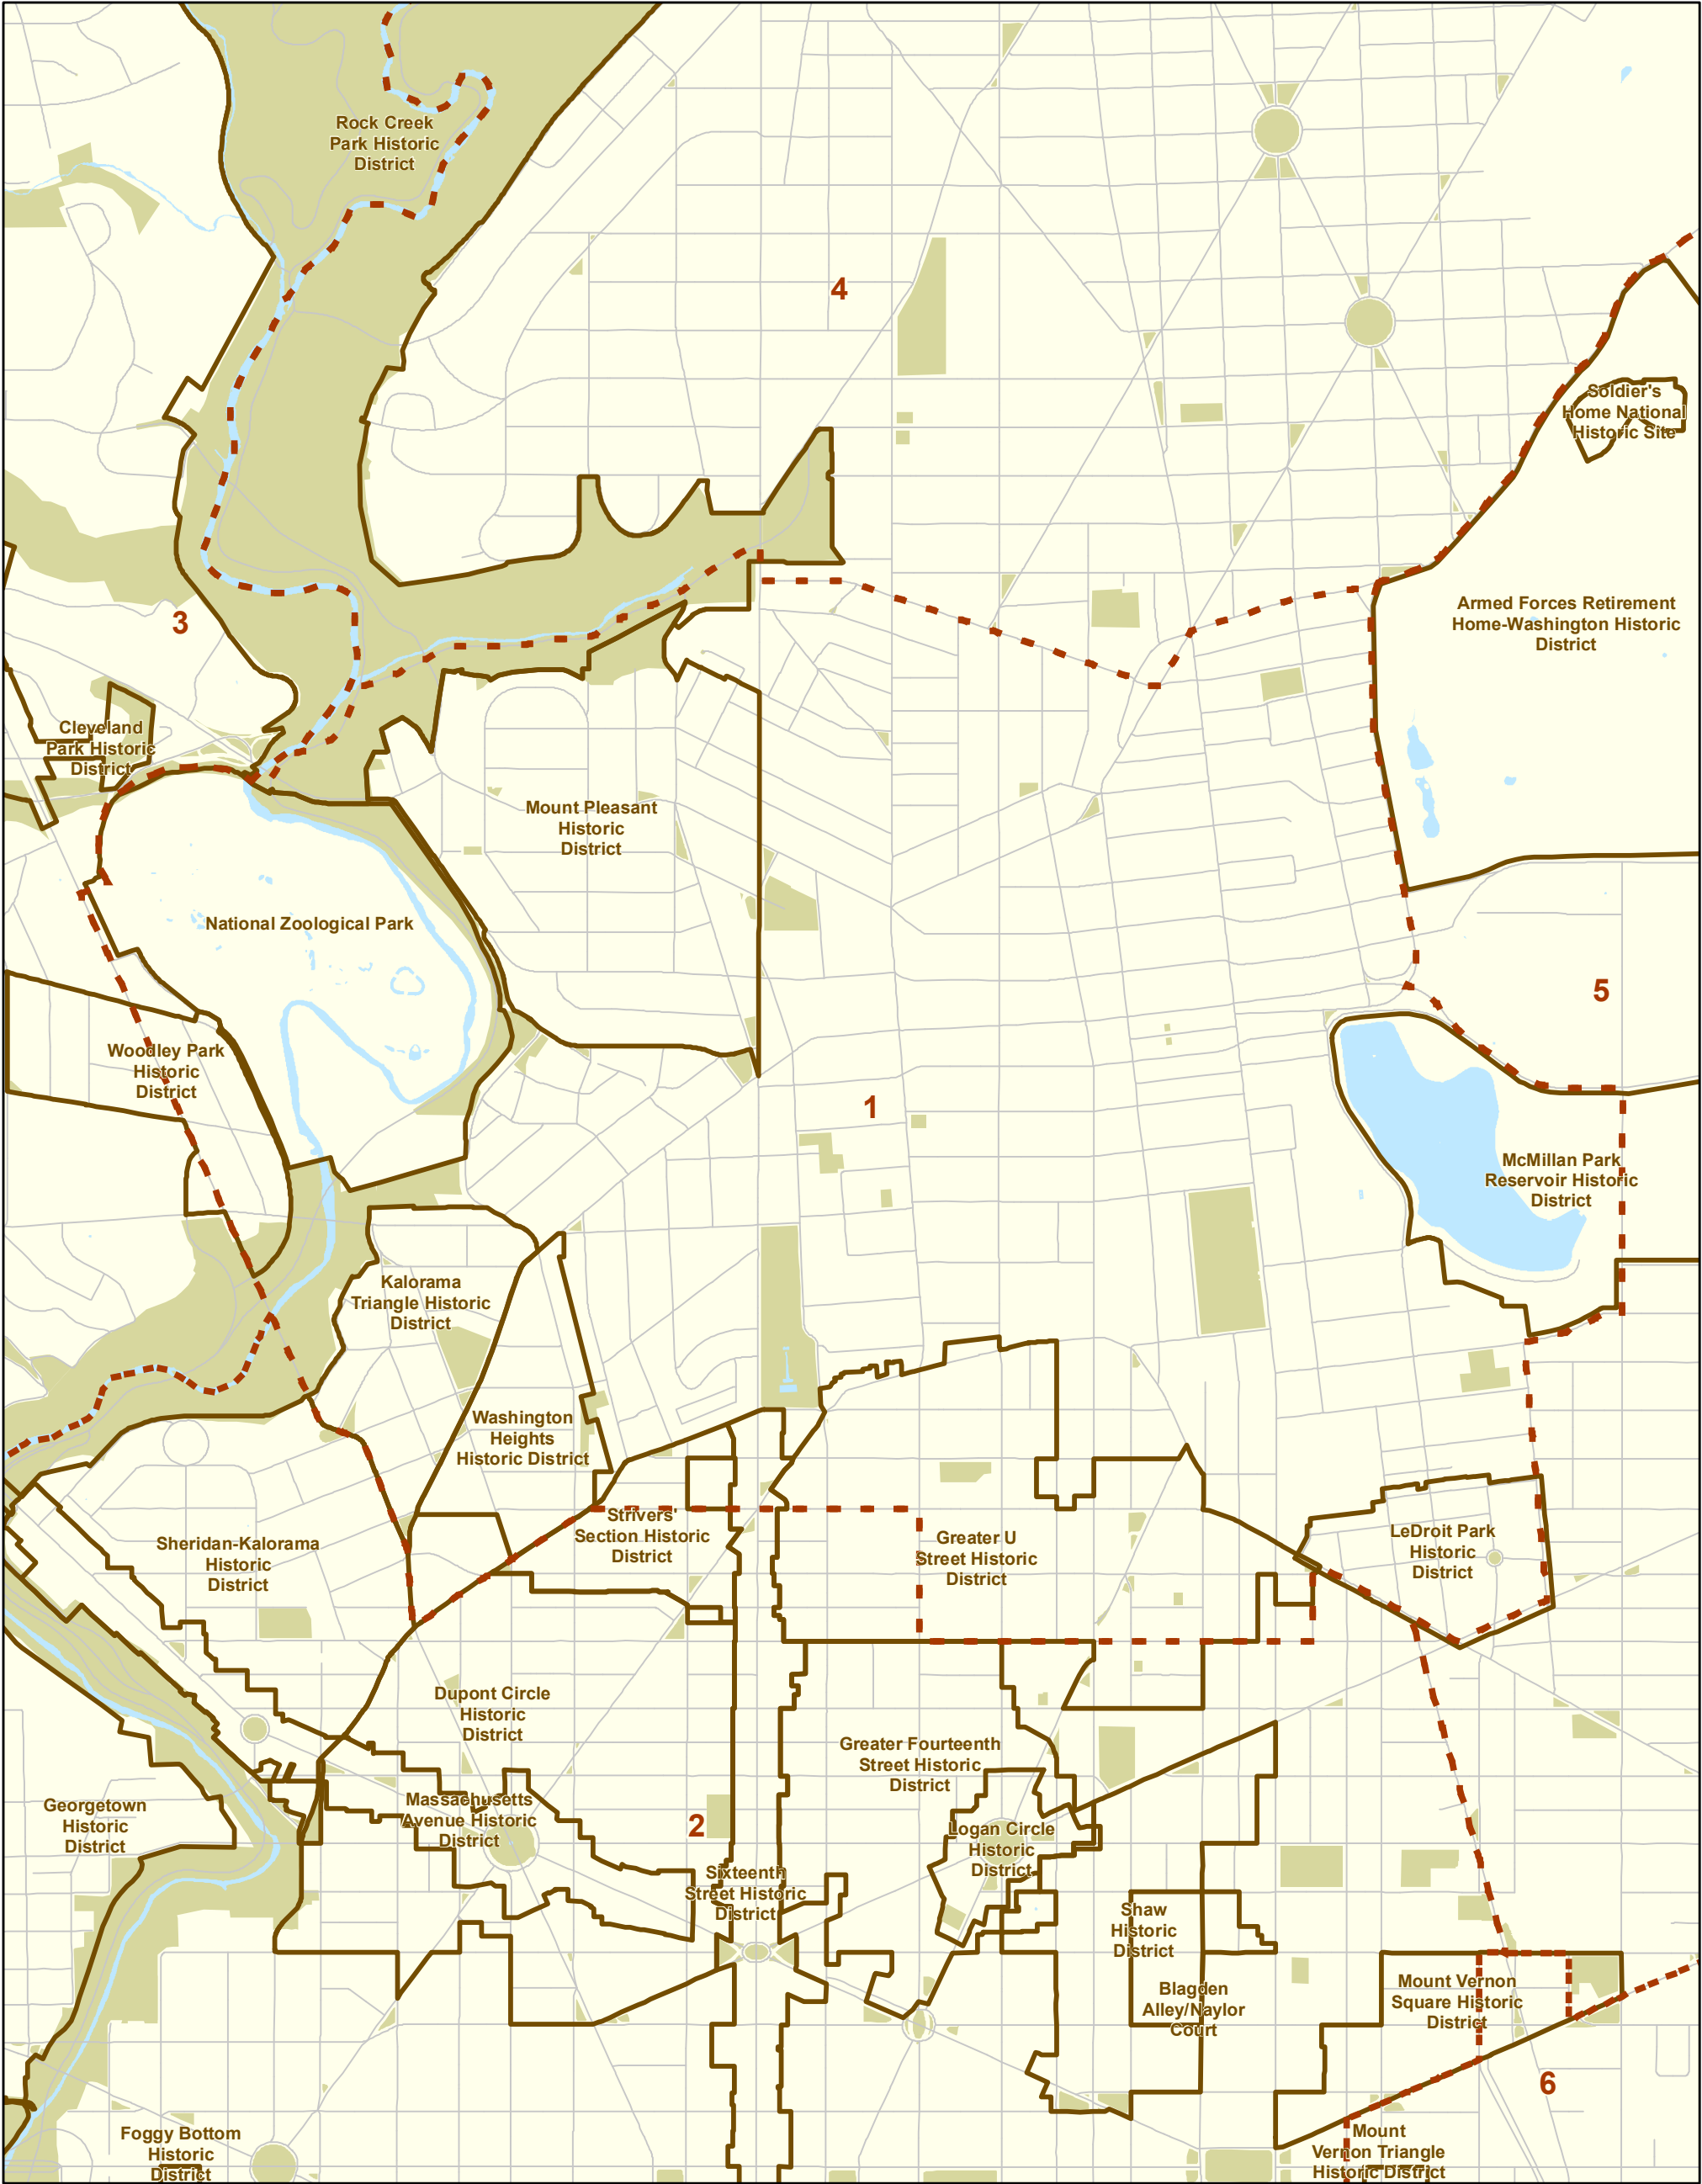 Rock Creek
Park Historic
District
4
Soldier's
Home National
Historic Site
Armed Forces Retirement
Home-Washington Historic
District
3
Cleveland
Park Historic
District
Mount Pleasant
Historic
District
National Zoological Park
5
Woodley Park
Historic
District
1
McMillan Park
Reservoir Historic
District
Kalorama
Triangle Historic
District
Washington
Heights
Historic District
Strivers'
Section Historic
District
Sheridan-Kalorama
Historic
District
Greater U
Street Historic
District
LeDroit Park
Historic
District
Dupont Circle
Historic
District
Greater Fourteenth
Street Historic
District
Georgetown
Historic
District
Massachusetts
Avenue Historic
District
2
Logan Circle
Historic
District
Sixteenth
Street Historic
District
Shaw
Historic
District
Blagden
Alley/Naylor
Court
Mount Vernon
Square Historic
District
6
Foggy Bottom
Historic
District
Mount
Vernon Triangle
Historic District